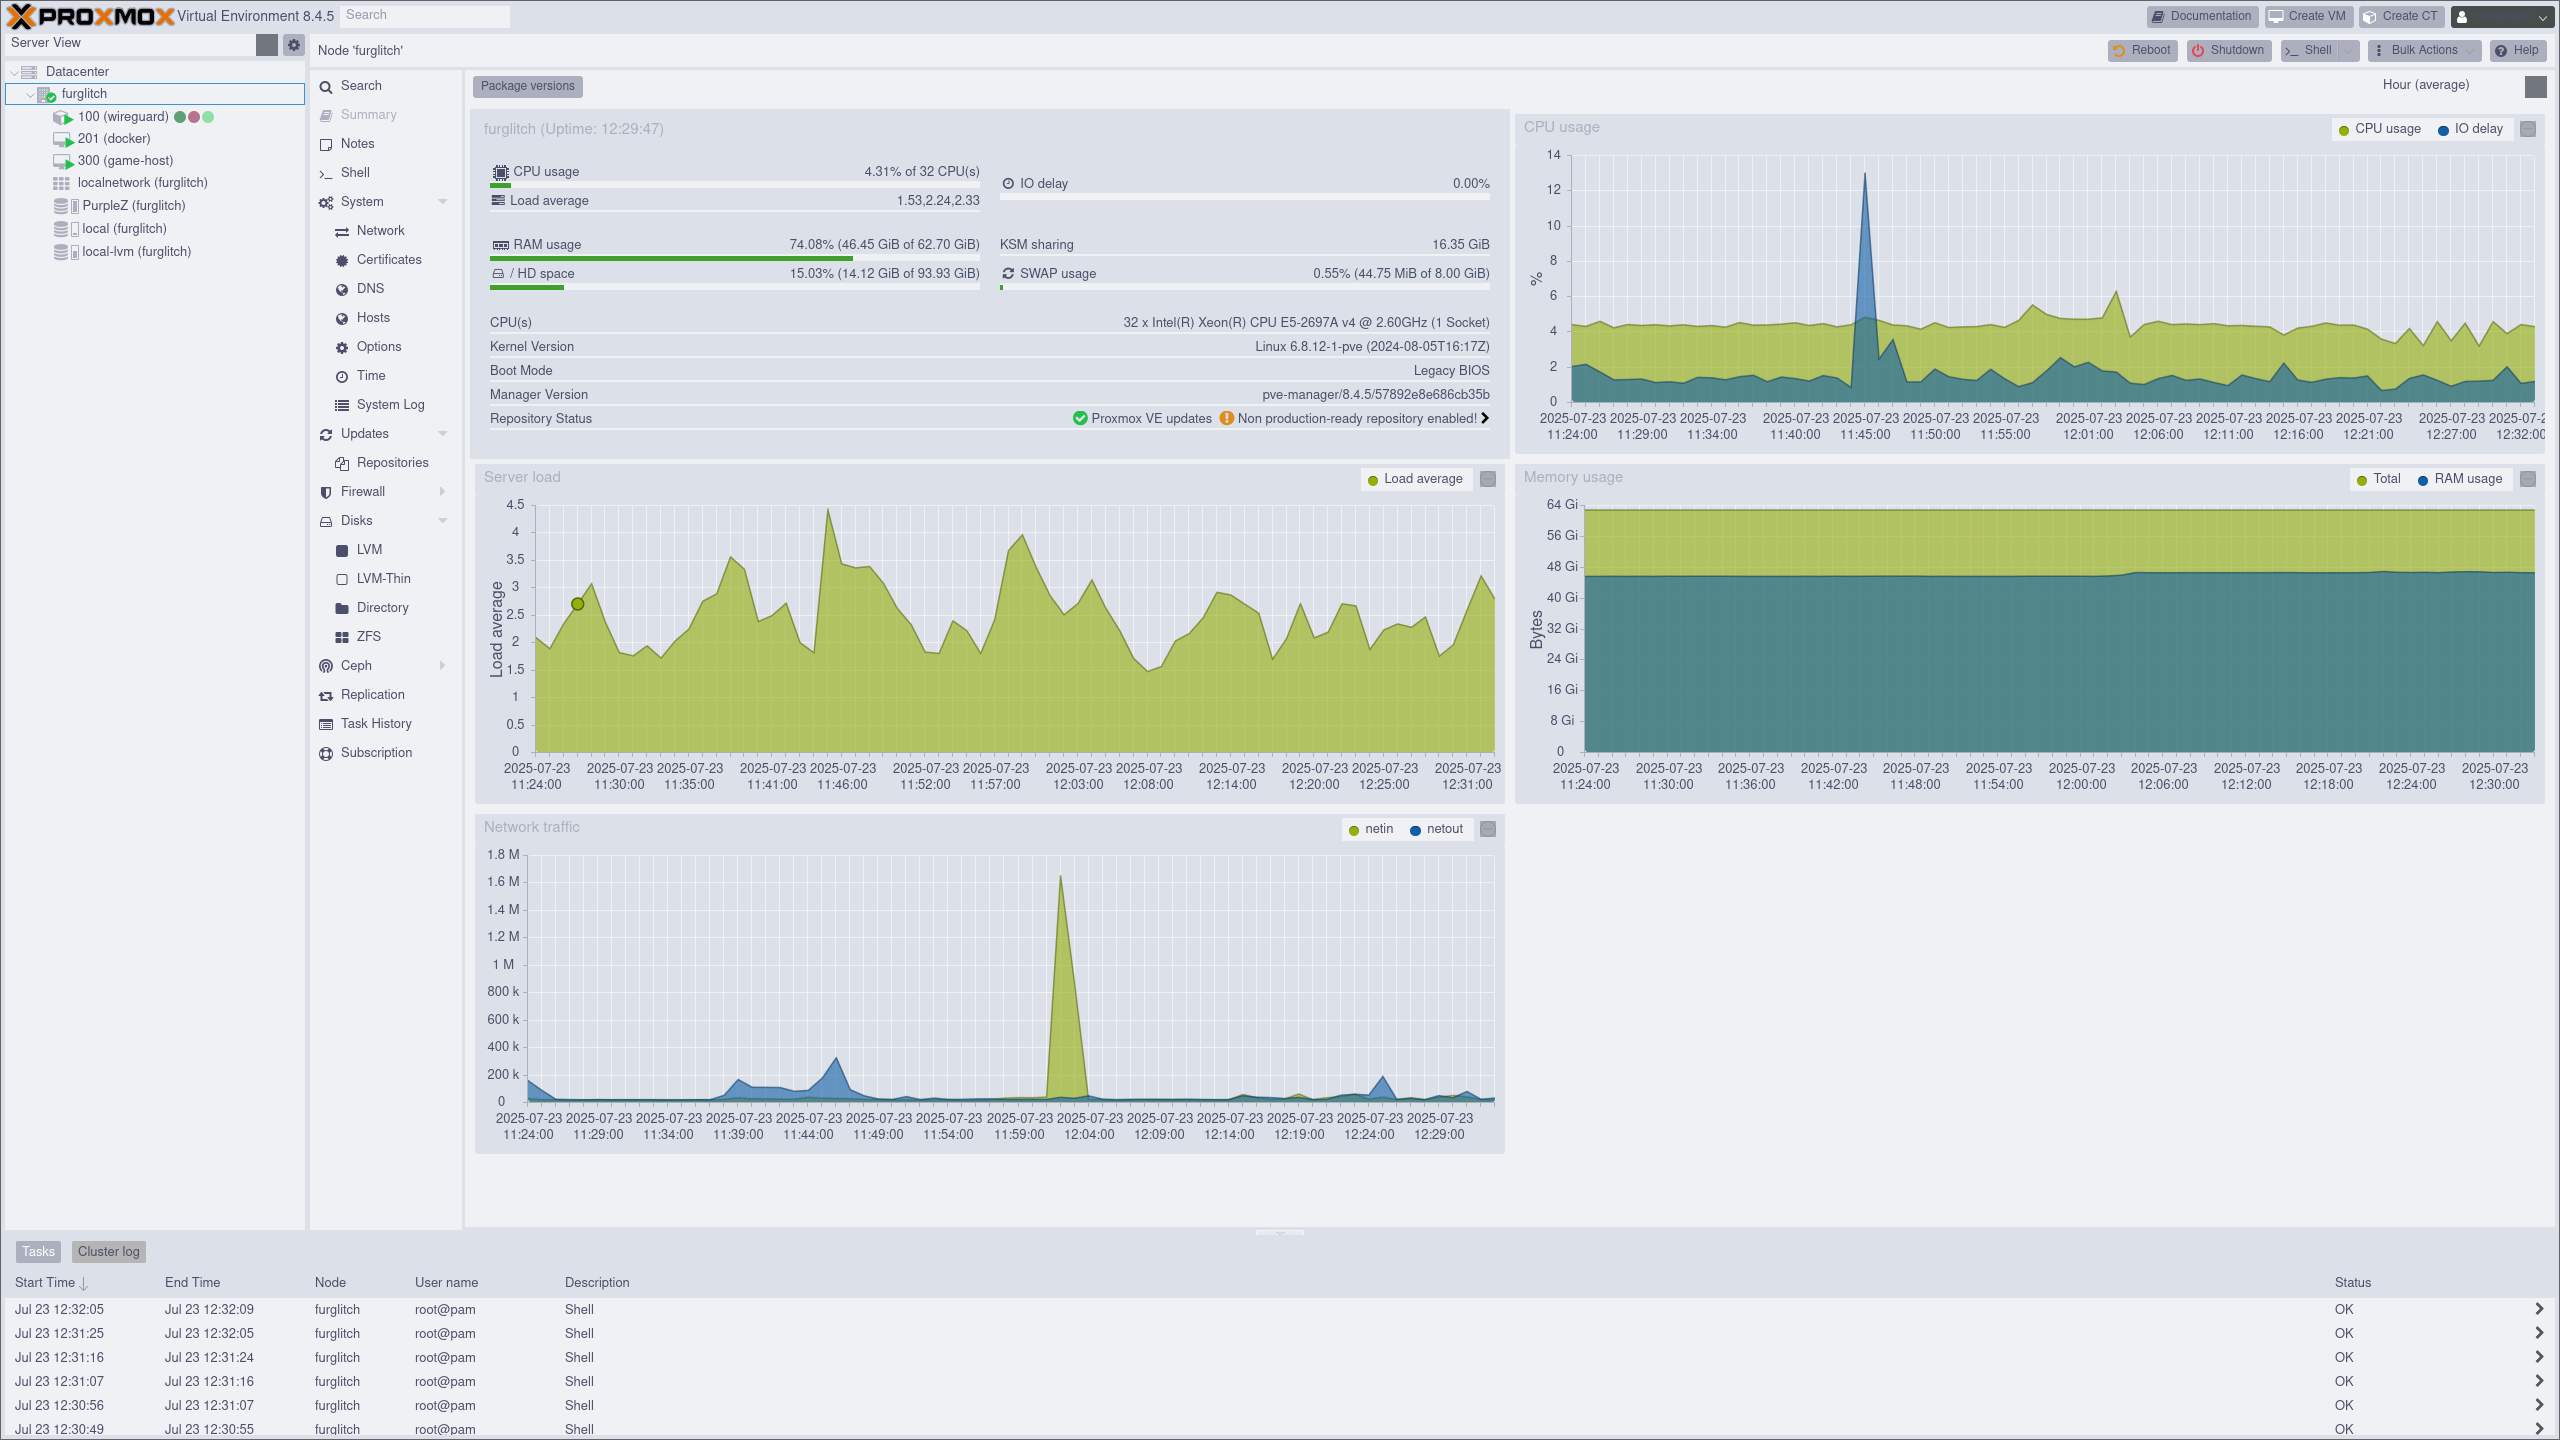 PROXMOX Virtual Environment 8.4.5 Search Documentation Create VM Create CT
Server View
Datacenter
furglitch
100 (wireguard)
201 (docker)
300 (game-host)
localnetwork (furglitch)
PurpleZ (furglitch)
local (furglitch)
local-lvm (furglitch)
Node 'furglitch' Reboot Shutdown Shell Bulk Actions Help
Search
Summary
Notes
Shell
System
Network
Certificates
DNS
Hosts
Options
Time
System Log
Updates
Repositories
Firewall
Disks
LVM
LVM-Thin
Directory
ZFS
Ceph
Replication
Task History
Subscription
Package versions Hour (average)
furglitch (Uptime: 12:29:47)
CPU usage 4.31% of 32 CPU(s)
IO delay 0.00%
Load average 1.53,2.24,2.33
RAM usage 74.08% (46.45 GiB of 62.70 GiB)
KSM sharing 16.35 GiB
/ HD space 15.03% (14.12 GiB of 93.93 GiB)
SWAP usage 0.55% (44.75 MiB of 8.00 GiB)
CPU(s) 32 x Intel(R) Xeon(R) CPU E5-2697A v4 @ 2.60GHz (1 Socket)
Kernel Version Linux 6.8.12-1-pve (2024-08-05T16:17Z)
Boot Mode Legacy BIOS
Manager Version pve-manager/8.4.5/57892e8e686cb35b
Repository Status Proxmox VE updates Non production-ready repository enabled!
CPU usage CPU usage IO delay
14
12
10
8
%
6
4
2
0
2025-07-23 2025-07-23 2025-07-23 2025-07-23 2025-07-23 2025-07-23 2025-07-23 2025-07-23 2025-07-23 2025-07-23 2025-07-23 2025-07-23 2025-07-23 2025-07-2
11:24:00 11:29:00 11:34:00 11:40:00 11:45:00 11:50:00 11:55:00 12:01:00 12:06:00 12:11:00 12:16:00 12:21:00 12:27:00 12:32:00
Server load Load average
4.5
4
3.5
3
2.5
2
1.5
1
0.5
0
Load average
2025-07-23 2025-07-23 2025-07-23 2025-07-23 2025-07-23 2025-07-23 2025-07-23 2025-07-23 2025-07-23 2025-07-23 2025-07-23 2025-07-23 2025-07-23
11:24:00 11:30:00 11:35:00 11:41:00 11:46:00 11:52:00 11:57:00 12:03:00 12:08:00 12:14:00 12:20:00 12:25:00 12:31:00
Memory usage Total RAM usage
64 Gi
56 Gi
48 Gi
40 Gi
32 Gi
24 Gi
16 Gi
8 Gi
0
Bytes
2025-07-23 2025-07-23 2025-07-23 2025-07-23 2025-07-23 2025-07-23 2025-07-23 2025-07-23 2025-07-23 2025-07-23 2025-07-23 2025-07-23
11:24:00 11:30:00 11:36:00 11:42:00 11:48:00 11:54:00 12:00:00 12:06:00 12:12:00 12:18:00 12:24:00 12:30:00
Network traffic netin netout
1.8 M
1.6 M
1.4 M
1.2 M
1 M
800 k
600 k
400 k
200 k
0
2025-07-23 2025-07-23 2025-07-23 2025-07-23 2025-07-23 2025-07-23 2025-07-23 2025-07-23 2025-07-23 2025-07-23 2025-07-23 2025-07-23 2025-07-23 2025-07-23
11:24:00 11:29:00 11:34:00 11:39:00 11:44:00 11:49:00 11:54:00 11:59:00 12:04:00 12:09:00 12:14:00 12:19:00 12:24:00 12:29:00
Tasks Cluster log
Start Time End Time Node User name Description Status
Jul 23 12:32:05 Jul 23 12:32:09 furglitch root@pam Shell OK
Jul 23 12:31:25 Jul 23 12:32:05 furglitch root@pam Shell OK
Jul 23 12:31:16 Jul 23 12:31:24 furglitch root@pam Shell OK
Jul 23 12:31:07 Jul 23 12:31:16 furglitch root@pam Shell OK
Jul 23 12:30:56 Jul 23 12:31:07 furglitch root@pam Shell OK
Jul 23 12:30:49 Jul 23 12:30:55 furglitch root@pam Shell OK